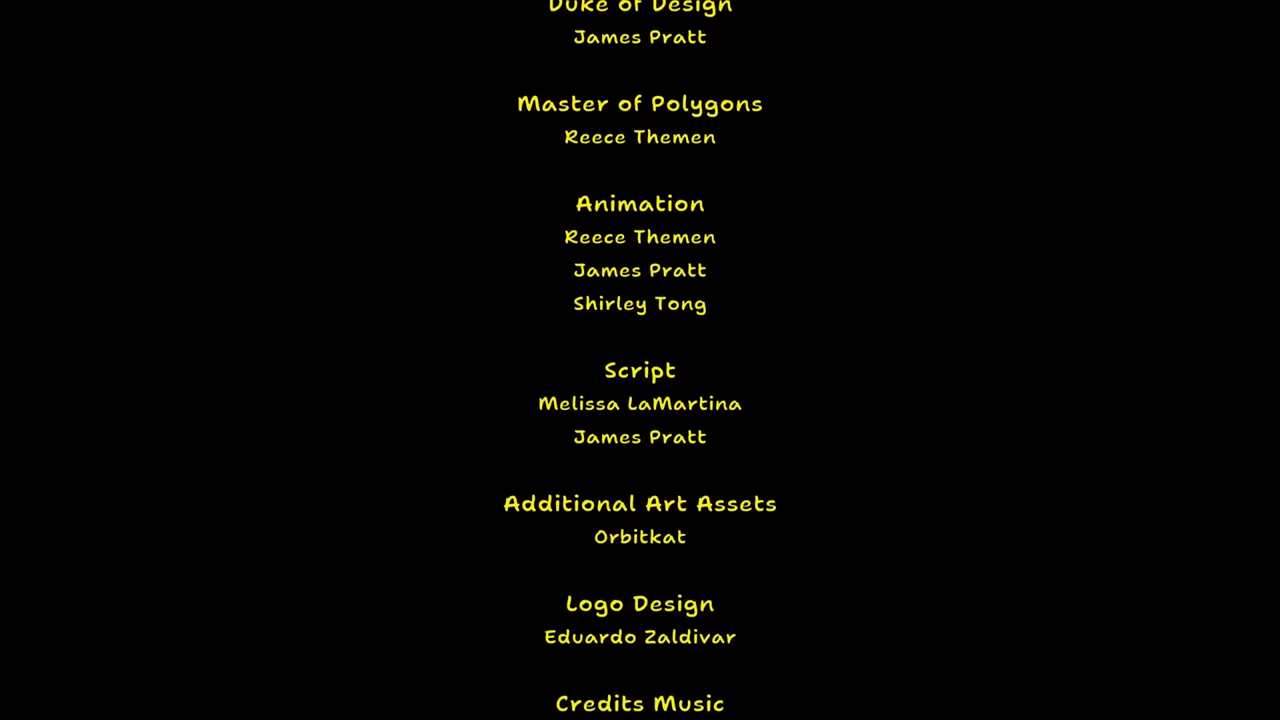 Duke of Design
James Pratt
Master of Polygons
Reece Themen
Animation
Reece Themen
James Pratt
Shirley Tong
Script
Melissa LaMartina
James Pratt
Additional Art Assets
Orbitkat
Logo Design
Eduardo Zaldivar
Credits Music